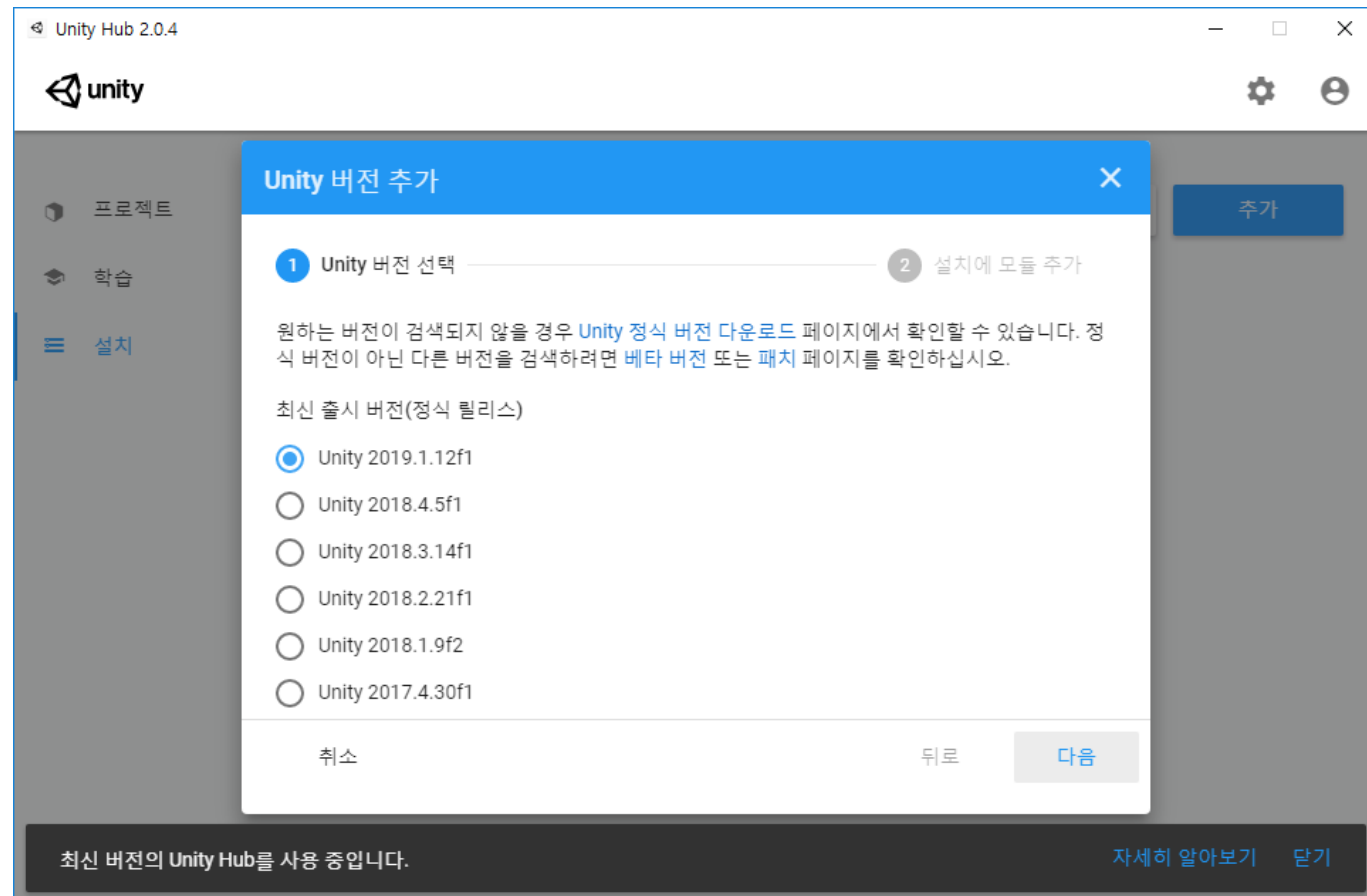 Unity Hub 2.0.4
unity
프로젝트
학습
설치
추가
Unity 버전 추가
1 Unity 버전 선택
2 설치에 모듈 추가
원하는 버전이 검색되지 않을 경우 Unity 정식 버전 다운로드 페이지에서 확인할 수 있습니다. 정
식 버전이 아닌 다른 버전을 검색하려면 베타 버전 또는 패치 페이지를 확인하십시오.
최신 출시 버전(정식 릴리스)
Unity 2019.1.12f1
Unity 2018.4.5f1
Unity 2018.3.14f1
Unity 2018.2.21f1
Unity 2018.1.9f2
Unity 2017.4.30f1
취소
뒤로
다음
최신 버전의 Unity Hub를 사용 중입니다.
자세히 알아보기
닫기